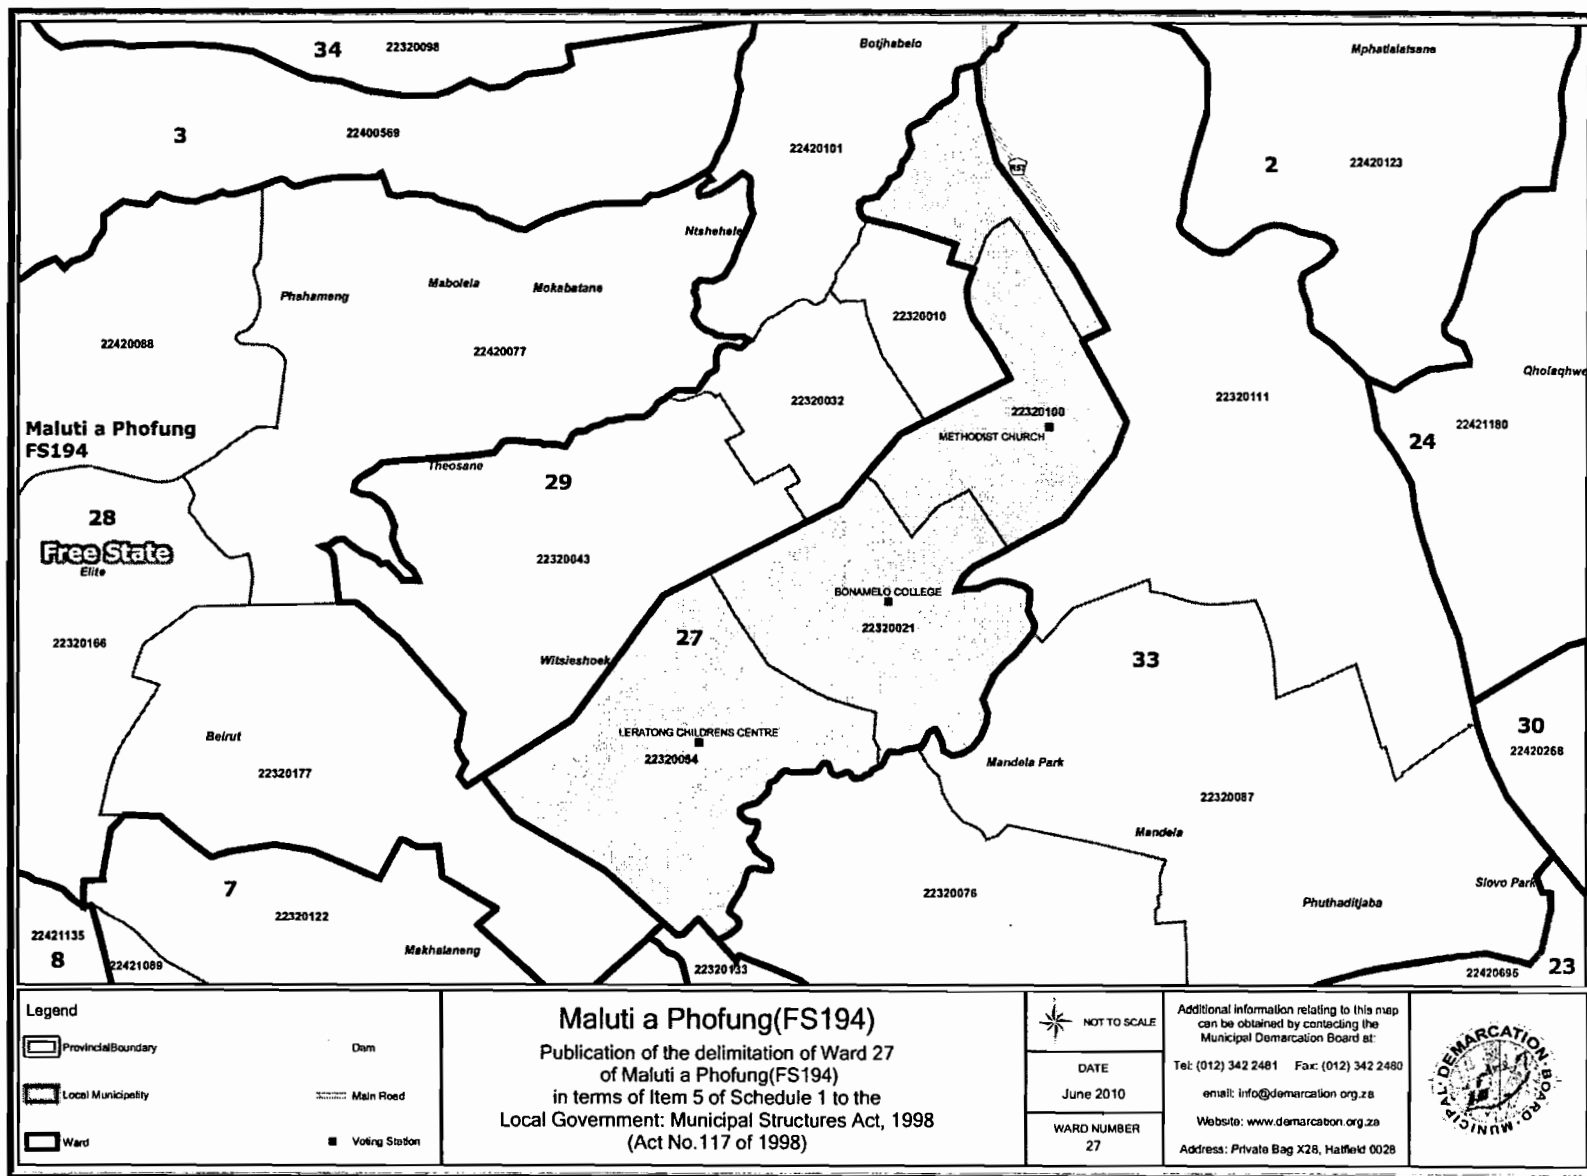 34
22320098
Botjhabelo
Mphatlalatsane
3
22400569
22420101
2
22420123
R57
Ntshehele
Phahameng
Mabolela
Mokabatane
22320010
22420088
22420077
Qholaqhwe
22320032
22320100
METHODIST CHURCH
22320111
24
22421180
Maluti a Phofung
FS194
Theosane
29
28
Free State
Elite
22320043
BONAMELO COLLEGE
22320021
22320166
27
33
Witsieshoek
Beirut
LERATONG CHILDRENS CENTRE
22320054
22320177
30
22420268
Mandela Park
22320087
Mandela
7
22320122
22320076
Slovo Park
Phuthaditjaba
22421135
8
22421089
Makhalaneng
22320133
22420695
23
Legend
ProvincialBoundary
Dam
Local Municipality
Main Road
Ward
Voting Station
Maluti a Phofung(FS194)
Publication of the delimitation of Ward 27
of Maluti a Phofung(FS194)
in terms of Item 5 of Schedule 1 to the
Local Government: Municipal Structures Act, 1998
(Act No.117 of 1998)
NOT TO SCALE
DATE
June 2010
WARD NUMBER
27
Additional information relating to this map
can be obtained by contacting the
Municipal Demarcation Board at:
Tel: (012) 342 2481 Fax: (012) 342 2480
email: info@demarcation.org.za
Website: www.demarcation.org.za
Address: Private Bag X28, Hatfield 0028
MUNICIPAL DEMARCATION BOARD